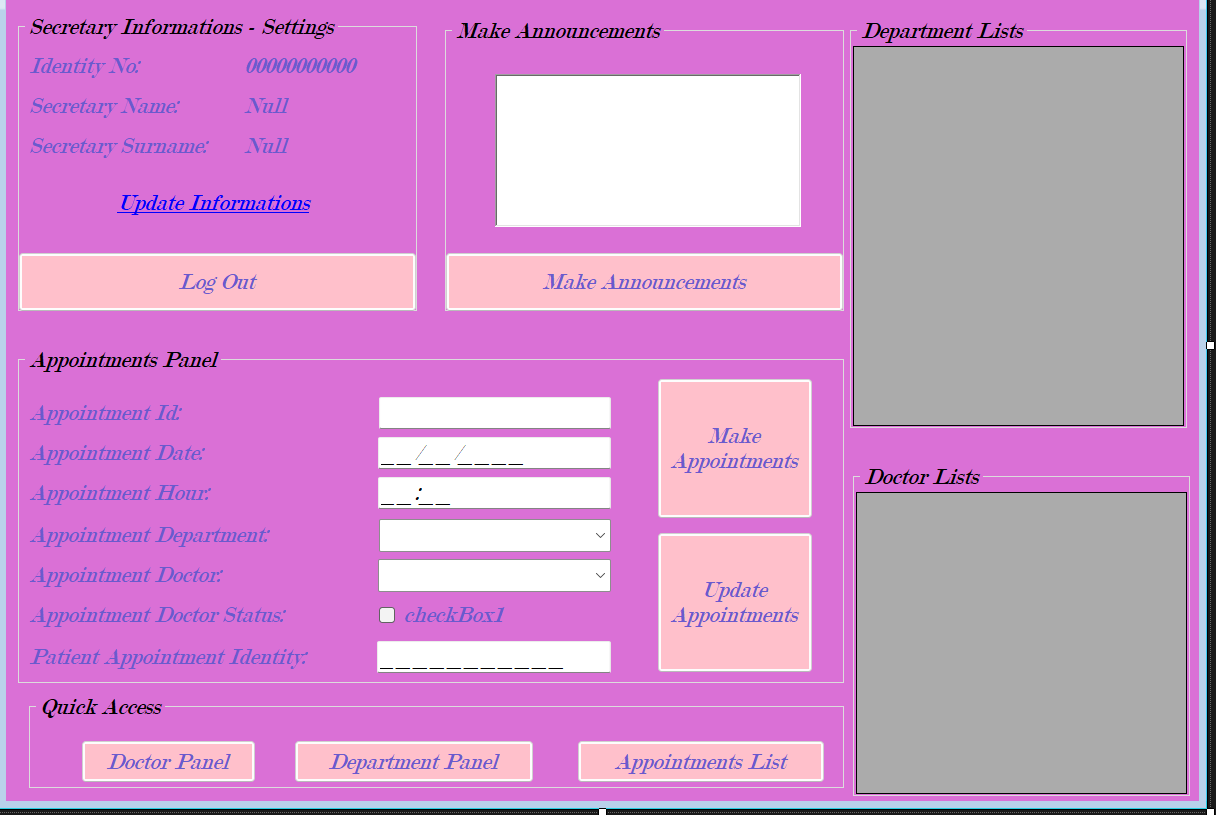 Secretary Informations - Settings
Identity No: 00000000000
Secretary Name: Null
Secretary Surname: Null
Update Informations
Log Out
Make Announcements
Make Announcements
Department Lists
Appointments Panel
Appointment Id:
Appointment Date: __/__/____
Appointment Hour: __:__
Appointment Department:
Appointment Doctor:
Appointment Doctor Status: checkBox1
Patient Appointment Identity: ___________
Make
Appointments
Update
Appointments
Doctor Lists
Quick Access
Doctor Panel
Department Panel
Appointments List